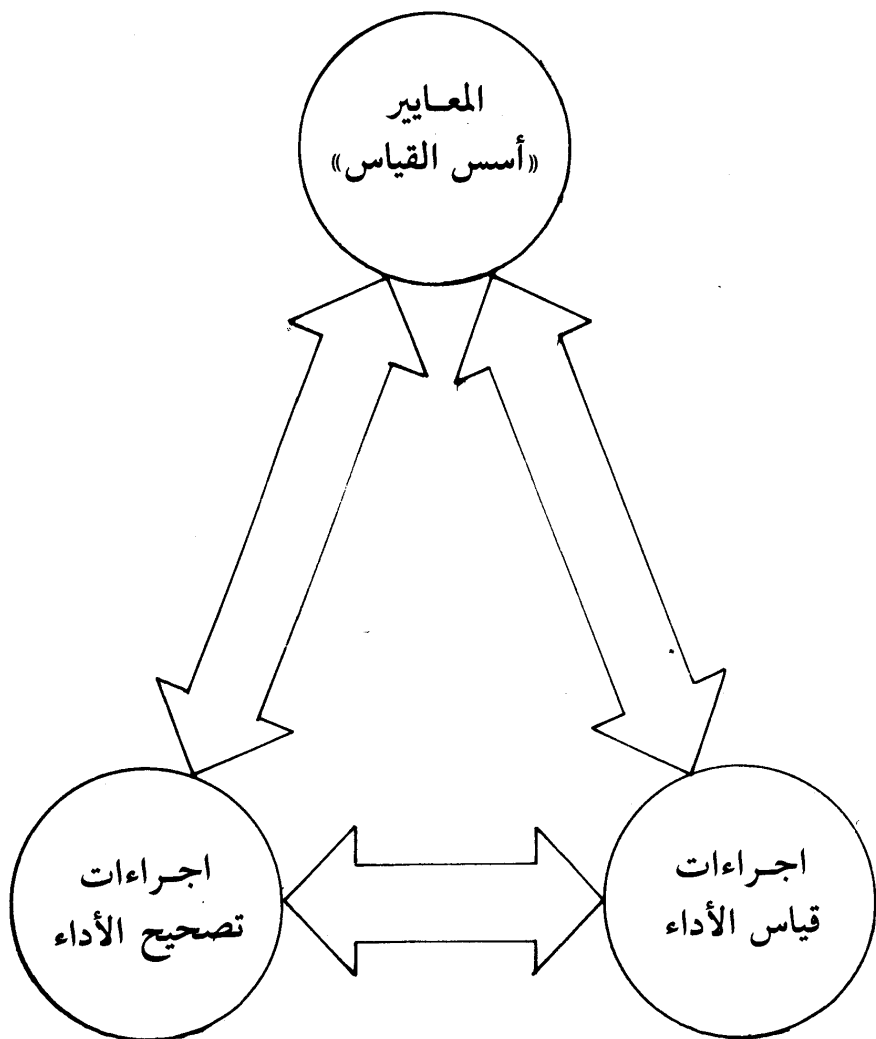 المعايير
«أسس القياس»
اجراءات
قياس الأداء
اجراءات
تصحيح الأداء